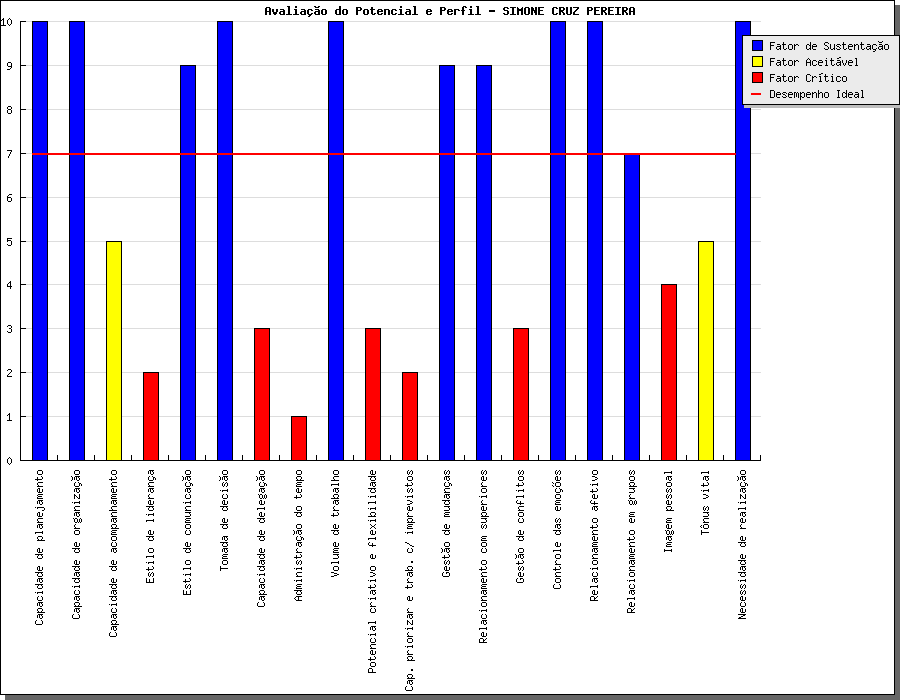 Avaliação do Potencial e Perfil - SIMONE CRUZ PEREIRA
Fator de Sustentação
Fator Aceitável
Fator Crítico
Desempenho Ideal
10
9
8
7
6
5
4
3
2
1
0
Capacidade de planejamento
Capacidade de organização
Capacidade de acompanhamento
Estilo de liderança
Estilo de comunicação
Tomada de decisão
Capacidade de delegação
Administração do tempo
Volume de trabalho
Potencial criativo e flexibilidade
Cap. priorizar e trab. c/ imprevistos
Gestão de mudanças
Relacionamento com superiores
Gestão de conflitos
Controle das emoções
Relacionamento afetivo
Relacionamento em grupos
Imagem pessoal
Tônus vital
Necessidade de realização